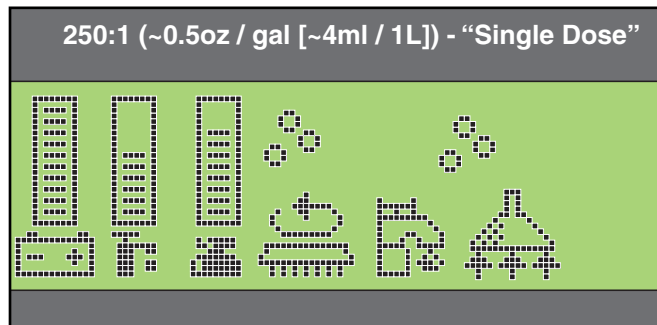 250:1 (~0.5oz / gal [~4ml / 1L]) - “Single Dose”